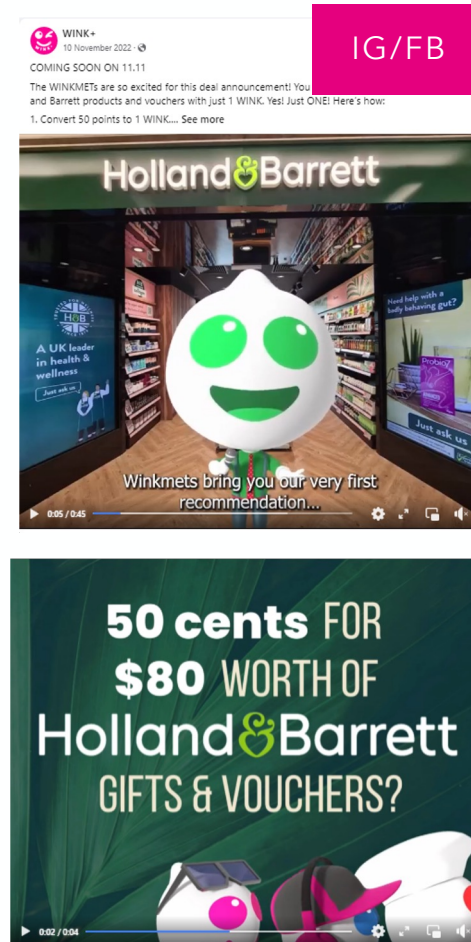 IG/FB
WINK+
10 November 2022 ·
COMING SOON ON 11.11
The WINKMETs are so excited for this deal announcement! You
and Barrett products and vouchers with just 1 WINK. Yes! Just ONE! Here's how:
1. Convert 50 points to 1 WINK.... See more
Holland&Barrett
H&B
A UK leader
in health &
wellness
Just ask us
Need help with a
badly behaving gut?
Probio7
Just ask us
Winkmets bring you our very first
recommendation...
0:05 / 0:45
50 cents FOR
$80 WORTH OF
Holland&Barrett
GIFTS & VOUCHERS?
0:02 / 0:04